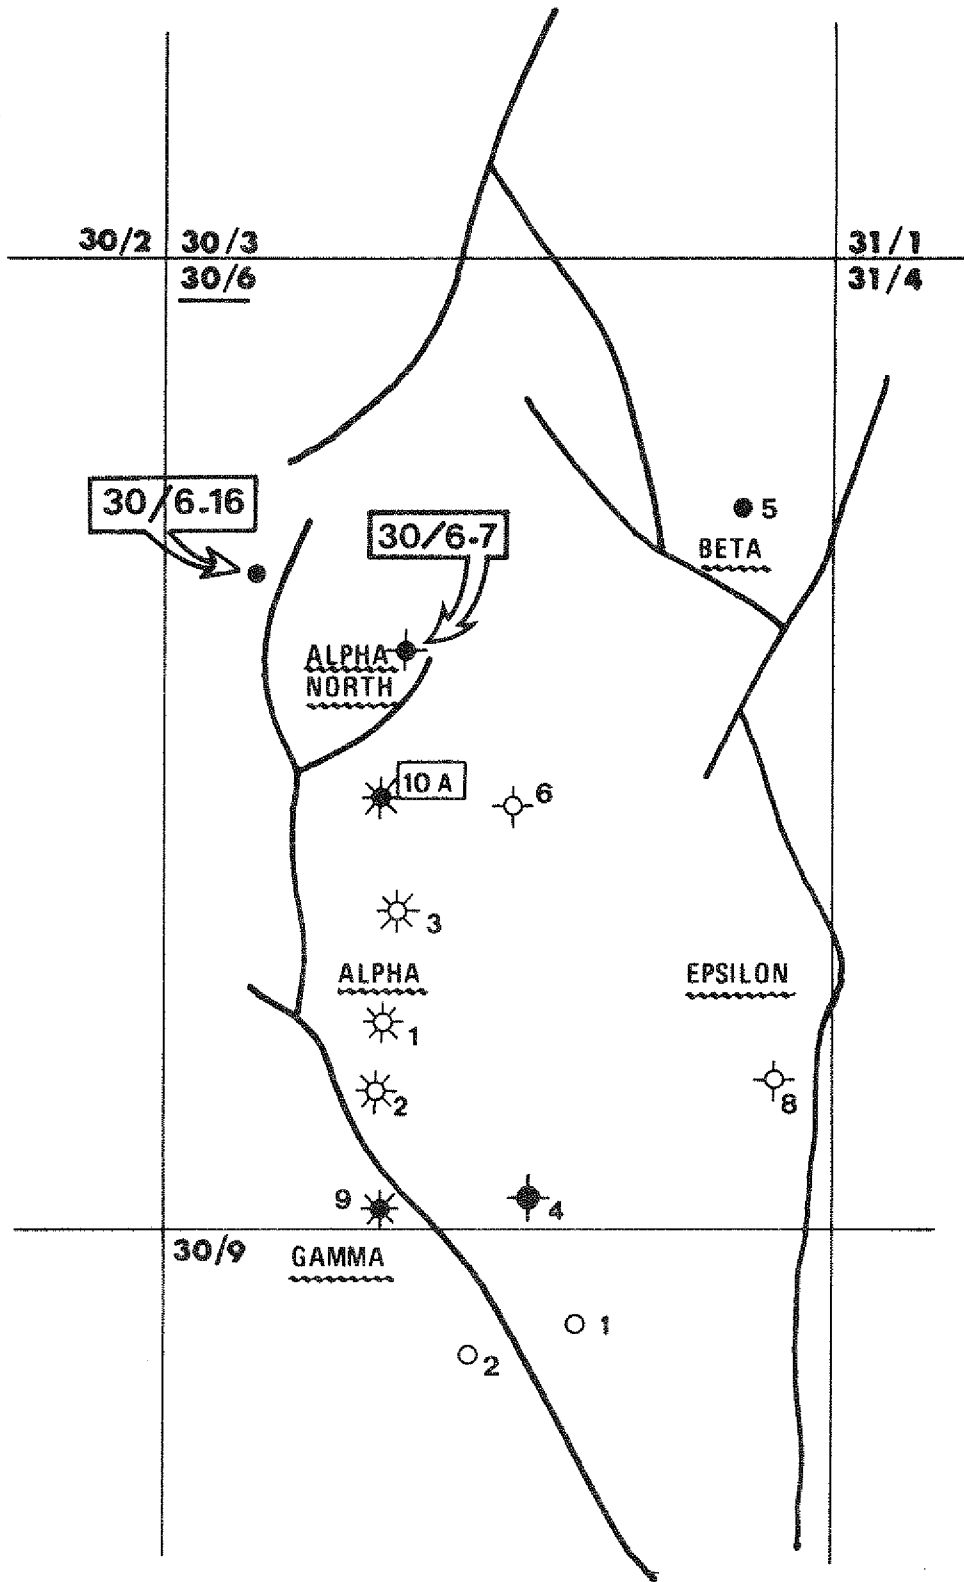 30/2
30/3
31/1
30/6
31/4
30/6-16
5
30/6-7
BETA
ALPHA
NORTH
10 A
6
3
ALPHA
EPSILON
1
2
8
9
4
30/9
GAMMA
1
2